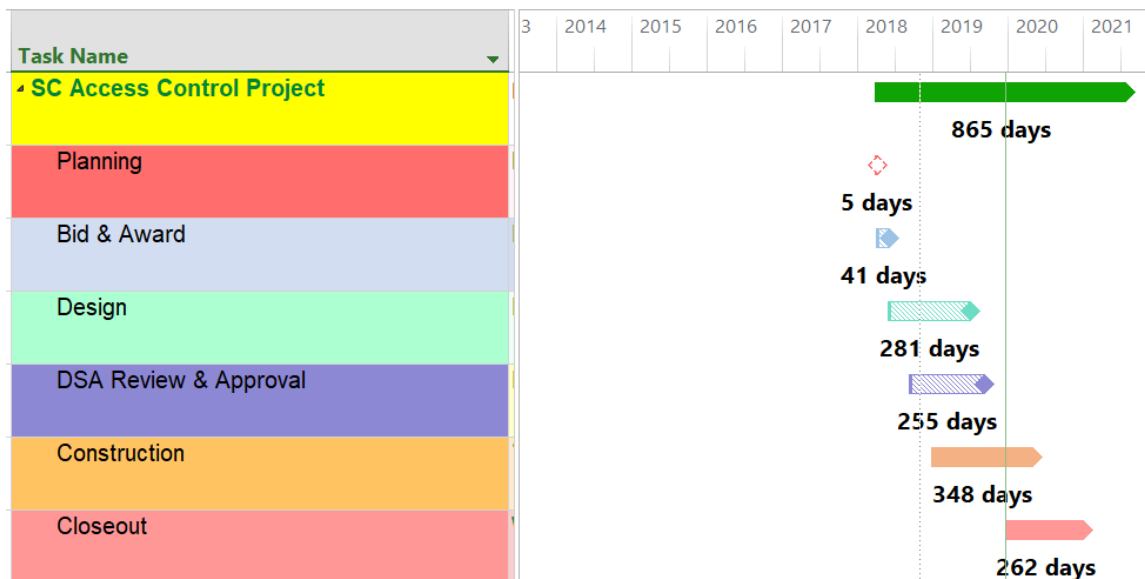 3 2014 2015 2016 2017 2018 2019 2020 2021
Task Name
SC Access Control Project
865 days
Planning
5 days
Bid & Award
41 days
Design
281 days
DSA Review & Approval
255 days
Construction
348 days
Closeout
262 days